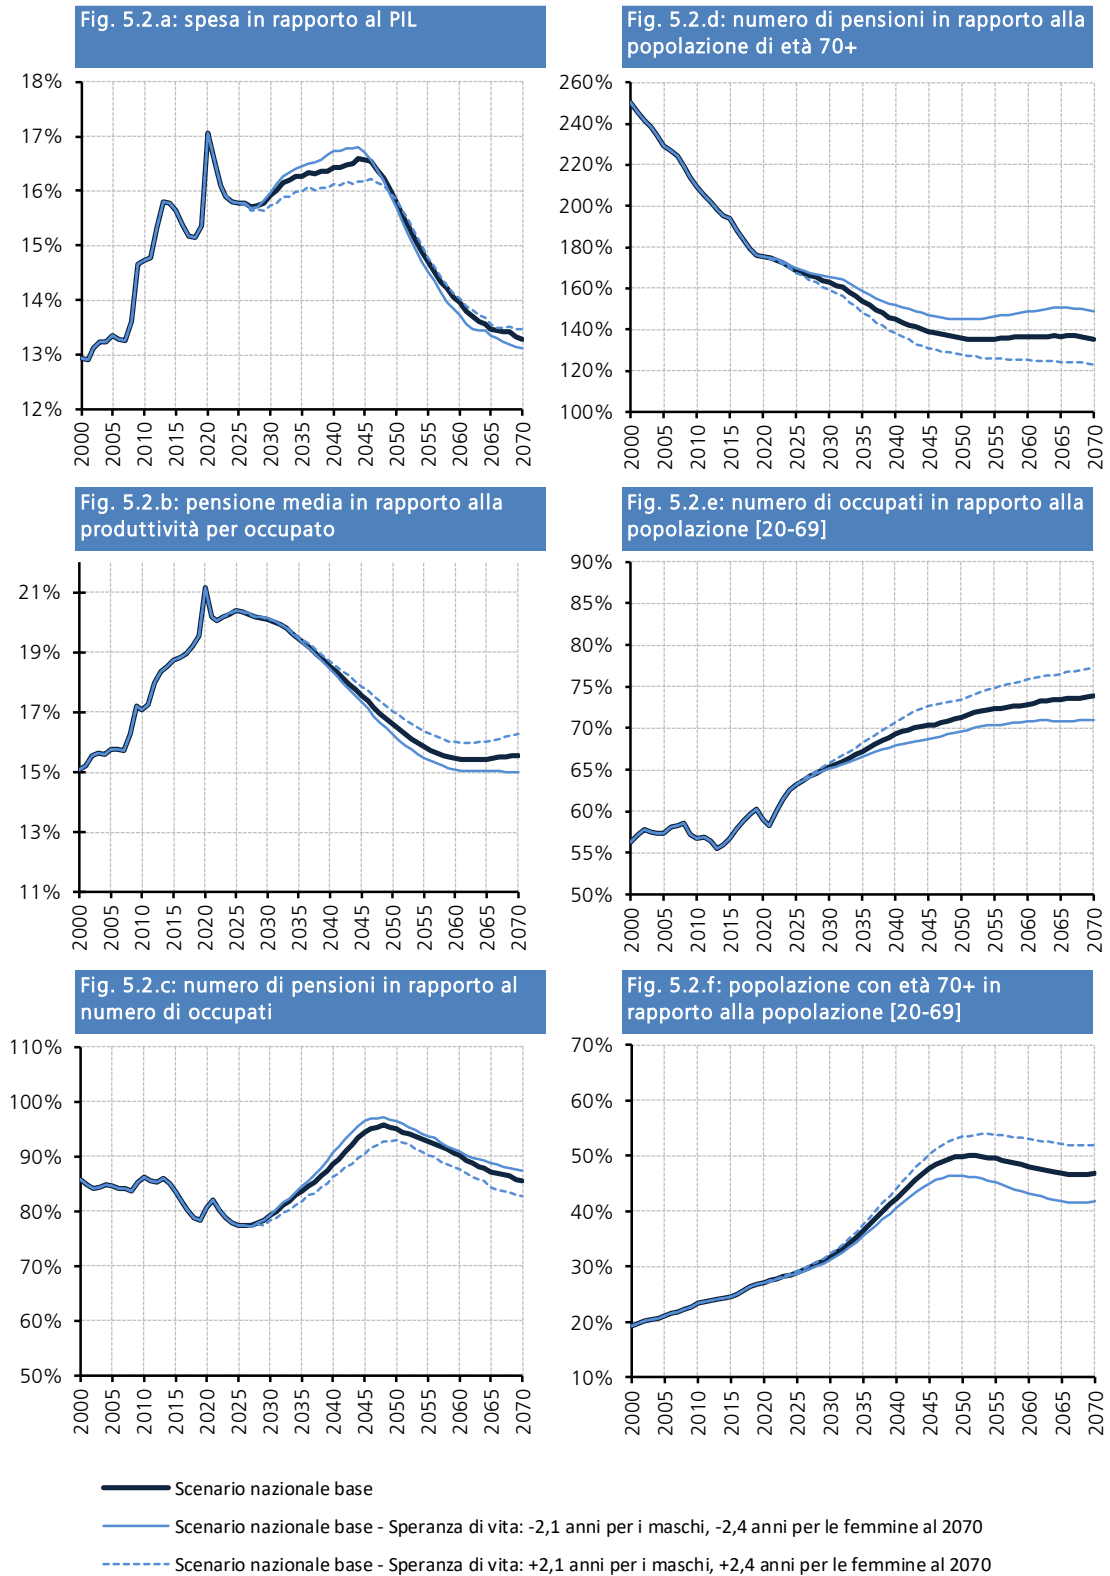 Fig. 5.2.a: spesa in rapporto al PIL
18%
17%
16%
15%
14%
13%
12%
2000 2005 2010 2015 2020 2025 2030 2035 2040 2045 2050 2055 2060 2065 2070
Fig. 5.2.d: numero di pensioni in rapporto alla
popolazione di età 70+
260%
240%
220%
200%
180%
160%
140%
120%
100%
2000 2005 2010 2015 2020 2025 2030 2035 2040 2045 2050 2055 2060 2065 2070
Fig. 5.2.b: pensione media in rapporto alla
produttività per occupato
21%
19%
17%
15%
13%
11%
2000 2005 2010 2015 2020 2025 2030 2035 2040 2045 2050 2055 2060 2065 2070
Fig. 5.2.e: numero di occupati in rapporto alla
popolazione [20-69]
90%
85%
80%
75%
70%
65%
60%
55%
50%
2000 2005 2010 2015 2020 2025 2030 2035 2040 2045 2050 2055 2060 2065 2070
Fig. 5.2.c: numero di pensioni in rapporto al
numero di occupati
110%
100%
90%
80%
70%
60%
50%
2000 2005 2010 2015 2020 2025 2030 2035 2040 2045 2050 2055 2060 2065 2070
Fig. 5.2.f: popolazione con età 70+ in
rapporto alla popolazione [20-69]
70%
60%
50%
40%
30%
20%
10%
2000 2005 2010 2015 2020 2025 2030 2035 2040 2045 2050 2055 2060 2065 2070
Scenario nazionale base
Scenario nazionale base - Speranza di vita: -2,1 anni per i maschi, -2,4 anni per le femmine al 2070
Scenario nazionale base - Speranza di vita: +2,1 anni per i maschi, +2,4 anni per le femmine al 2070